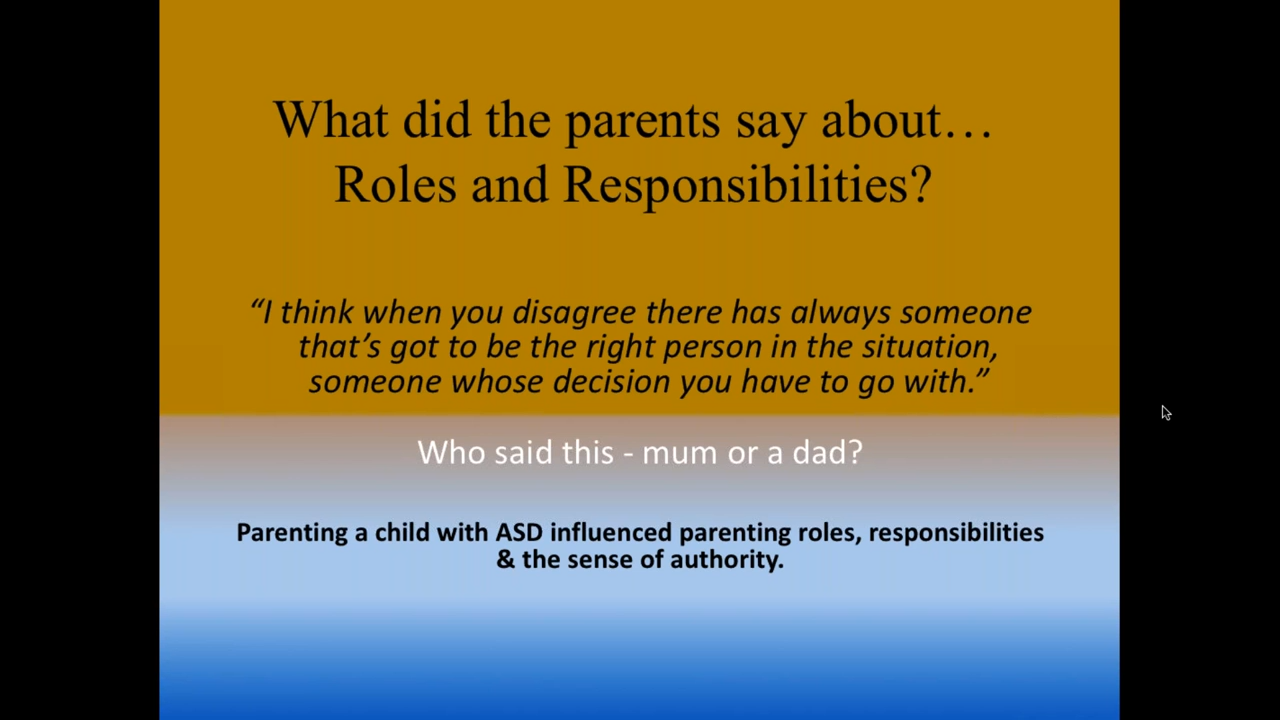 What did the parents say about…
Roles and Responsibilities?
“I think when you disagree there has always someone
that’s got to be the right person in the situation,
someone whose decision you have to go with.”
Who said this - mum or a dad?
Parenting a child with ASD influenced parenting roles, responsibilities
& the sense of authority.